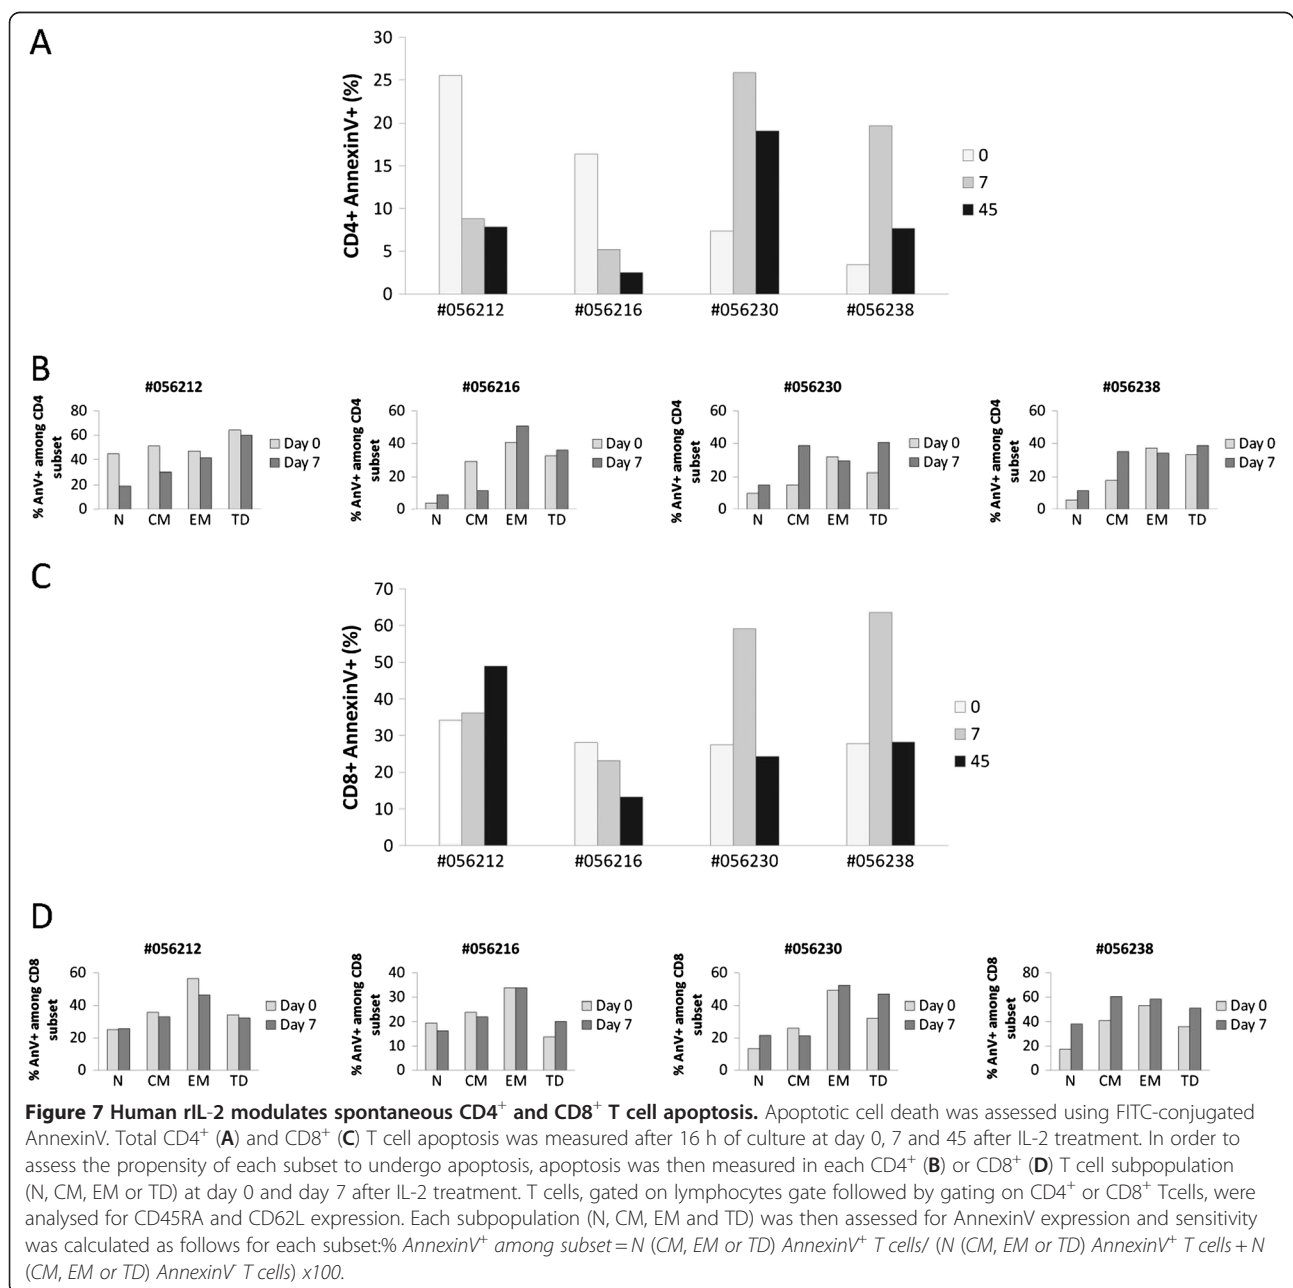 A
CD4+ AnnexinV+ (%)
30
25
20
15
10
5
0
#056212 #056216 #056230 #056238
0
7
45
B
#056212
% AnV+ among CD4 subset
80
60
40
20
0
N CM EM TD
Day 0
Day 7
#056216
% AnV+ among CD4 subset
60
40
20
0
N CM EM TD
Day 0
Day 7
#056230
% AnV+ among CD4 subset
60
40
20
0
N CM EM TD
Day 0
Day 7
#056238
% AnV+ among CD4 subset
60
40
20
0
N CM EM TD
Day 0
Day 7
C
CD8+ AnnexinV+ (%)
70
60
50
40
30
20
10
0
#056212 #056216 #056230 #056238
0
7
45
D
#056212
% AnV+ among CD8 subset
60
40
20
0
N CM EM TD
Day 0
Day 7
#056216
% AnV+ among CD8 subset
40
30
20
10
0
N CM EM TD
Day 0
Day 7
#056230
% AnV+ among CD8 subset
60
40
20
0
N CM EM TD
Day 0
Day 7
#056238
% AnV+ among CD8 subset
80
60
40
20
0
N CM EM TD
Day 0
Day 7
Figure 7 Human rIL-2 modulates spontaneous CD4⁺ and CD8⁺ T cell apoptosis. Apoptotic cell death was assessed using FITC-conjugated
AnnexinV. Total CD4⁺ (A) and CD8⁺ (C) T cell apoptosis was measured after 16 h of culture at day 0, 7 and 45 after IL-2 treatment. In order to
assess the propensity of each subset to undergo apoptosis, apoptosis was then measured in each CD4⁺ (B) or CD8⁺ (D) T cell subpopulation
(N, CM, EM or TD) at day 0 and day 7 after IL-2 treatment. T cells, gated on lymphocytes gate followed by gating on CD4⁺ or CD8⁺ Tcells, were
analysed for CD45RA and CD62L expression. Each subpopulation (N, CM, EM and TD) was then assessed for AnnexinV expression and sensitivity
was calculated as follows for each subset:% AnnexinV⁺ among subset = N (CM, EM or TD) AnnexinV⁺ T cells/ (N (CM, EM or TD) AnnexinV⁺ T cells + N
(CM, EM or TD) AnnexinV⁻ T cells) x100.